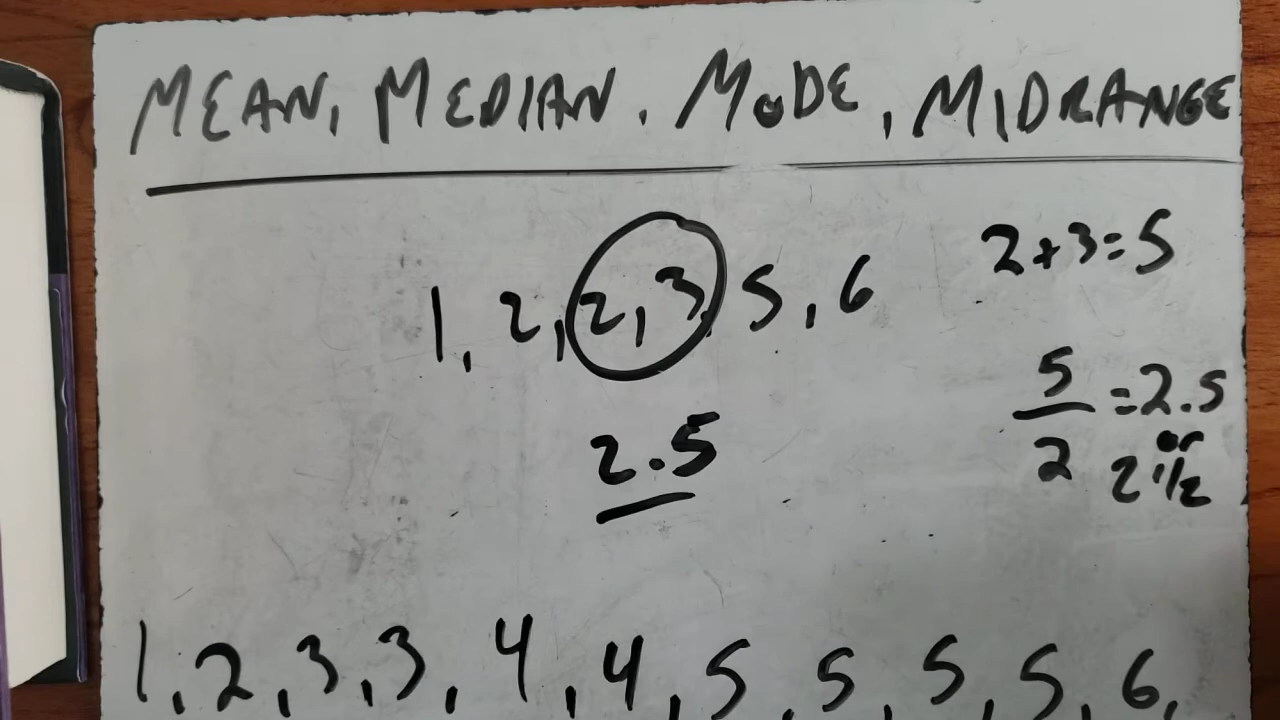 MEAN, MEDIAN, MODE, MIDRANGE
1, 2, 2, 3, 5, 6
2+3=5
5/2 =2.5
or
2 1/2
2.5
1, 2, 3, 3, 4, 4, 5, 5, 5, 5, 6,